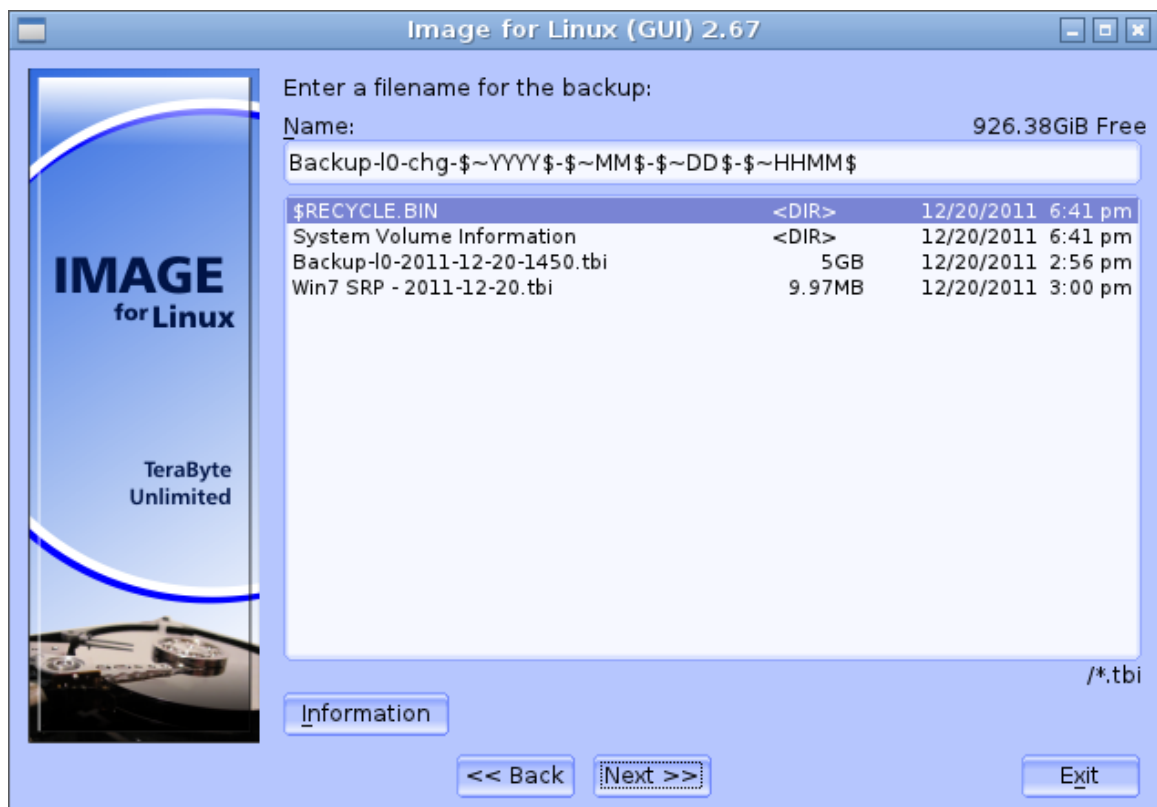 Image for Linux (GUI) 2.67
IMAGE
for Linux
TeraByte
Unlimited
Enter a filename for the backup:
Name: 926.38GiB Free
Backup-l0-chg-$~YYYY$-$~MM$-$~DD$-$~HHMM$
$RECYCLE.BIN <DIR> 12/20/2011 6:41 pm
System Volume Information <DIR> 12/20/2011 6:41 pm
Backup-l0-2011-12-20-1450.tbi 5GB 12/20/2011 2:56 pm
Win7 SRP - 2011-12-20.tbi 9.97MB 12/20/2011 3:00 pm
/*.tbi
Information
<< Back Next >> Exit